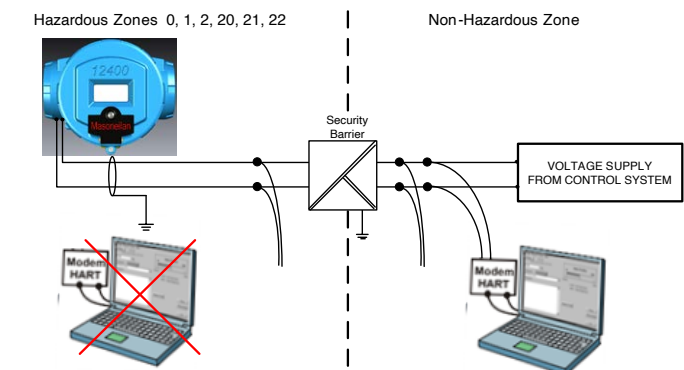 Hazardous Zones 0, 1, 2, 20, 21, 22
Non-Hazardous Zone
12400
Masoneilan
Security
Barrier
VOLTAGE SUPPLY
FROM CONTROL SYSTEM
Modem
HART
Modem
HART